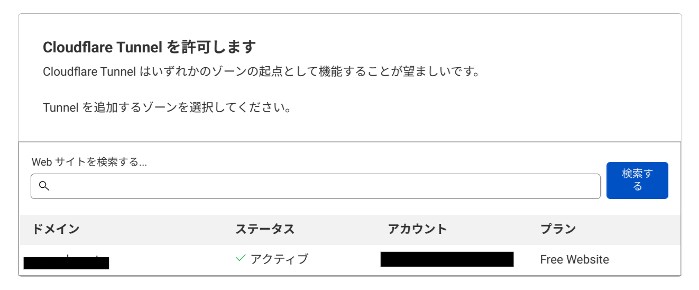 Cloudflare Tunnel を許可します
Cloudflare Tunnel はいずれかのゾーンの起点として機能することが望ましいです。
Tunnel を追加するゾーンを選択してください。
Web サイトを検索する...
検索す
る
ドメイン ステータス アカウント プラン
アクティブ Free Website